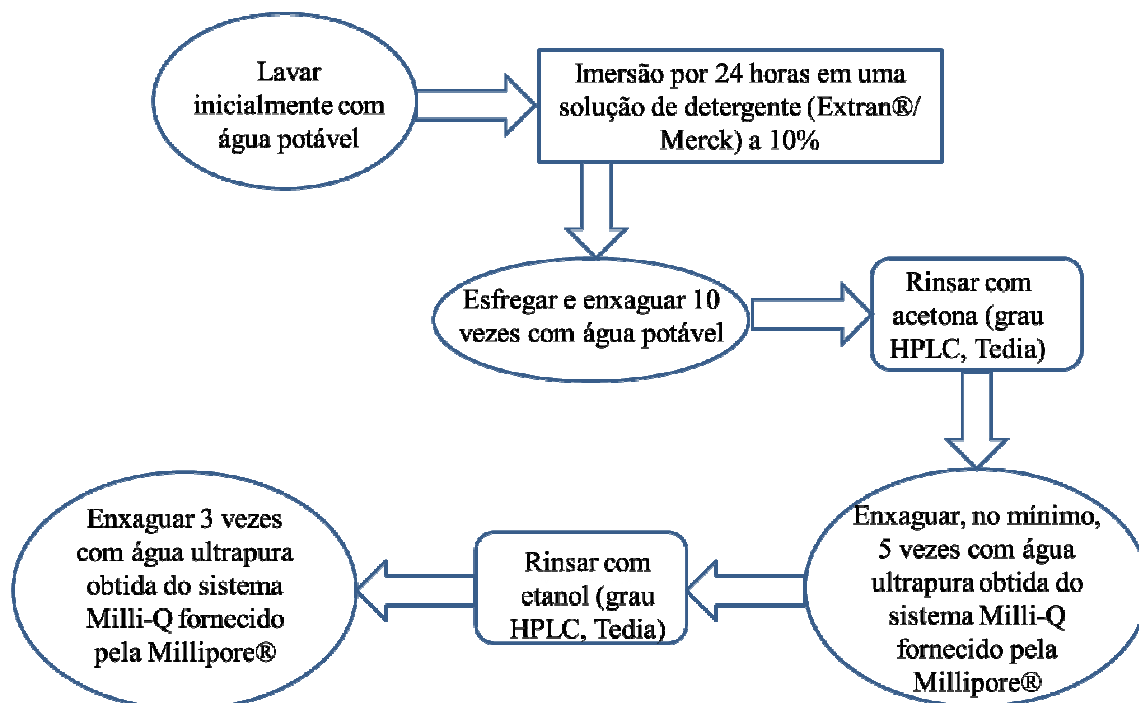 Lavar
inicialmente com
água potável
Imersão por 24 horas em uma
solução de detergente (Extran®/
Merck) a 10%
Esfregar e enxaguar 10
vezes com água potável
Rinsar com
acetona (grau
HPLC, Tedia)
Enxaguar, no mínimo,
5 vezes com água
ultrapura obtida do
sistema Milli-Q
fornecido pela
Millipore®
Rinsar com
etanol (grau
HPLC, Tedia)
Enxaguar 3 vezes
com água ultrapura
obtida do sistema
Milli-Q fornecido
pela Millipore®